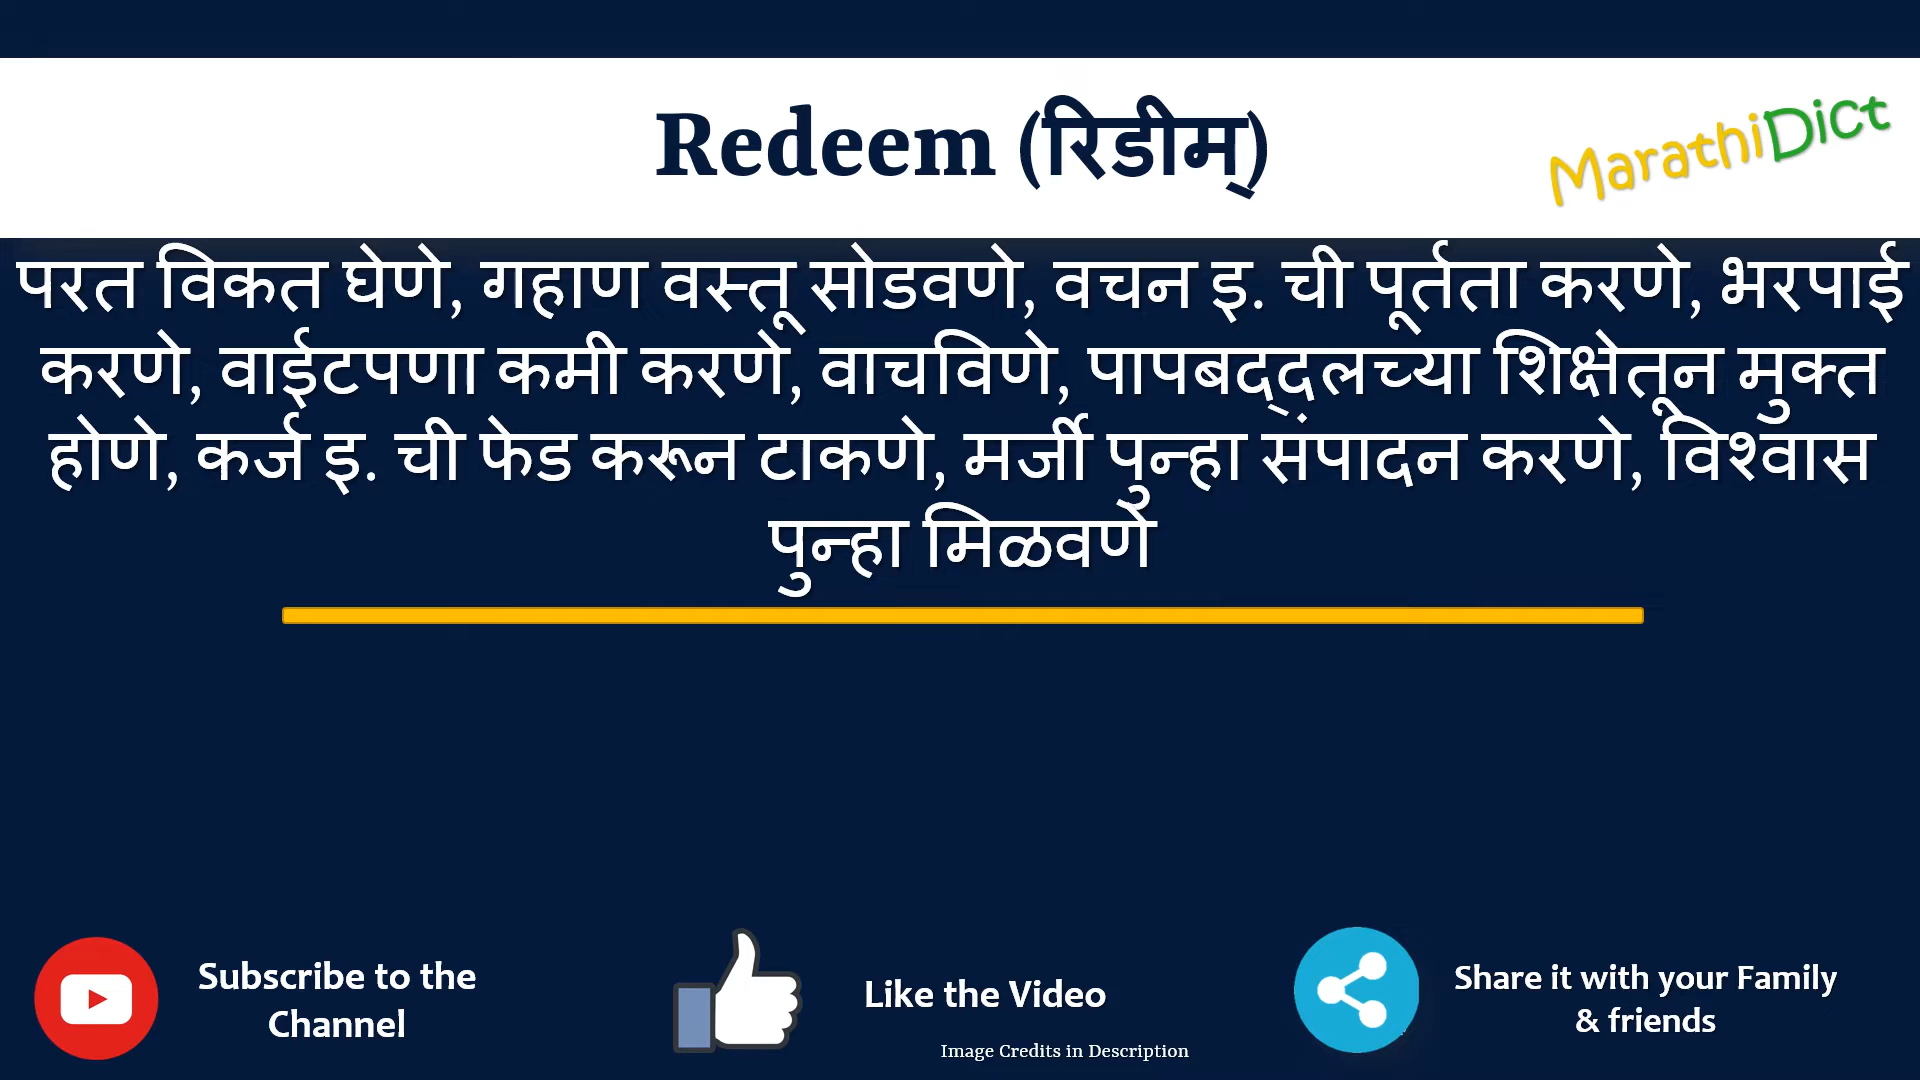 Redeem (रिडीम्)
MarathiDict
परत विकत घेणे, गहाण वस्तू सोडवणे, वचन इ. ची पूर्तता करणे, भरपाई
करणे, वाईटपणा कमी करणे, वाचविणे, पापबद्द्लच्या शिक्षेतून मुक्त
होणे, कर्ज इ. ची फेड करून टाकणे, मर्जी पुन्हा संपादन करणे, विश्वास
पुन्हा मिळवणे
Subscribe to the
Channel
Like the Video
Share it with your Family
& friends
Image Credits in Description